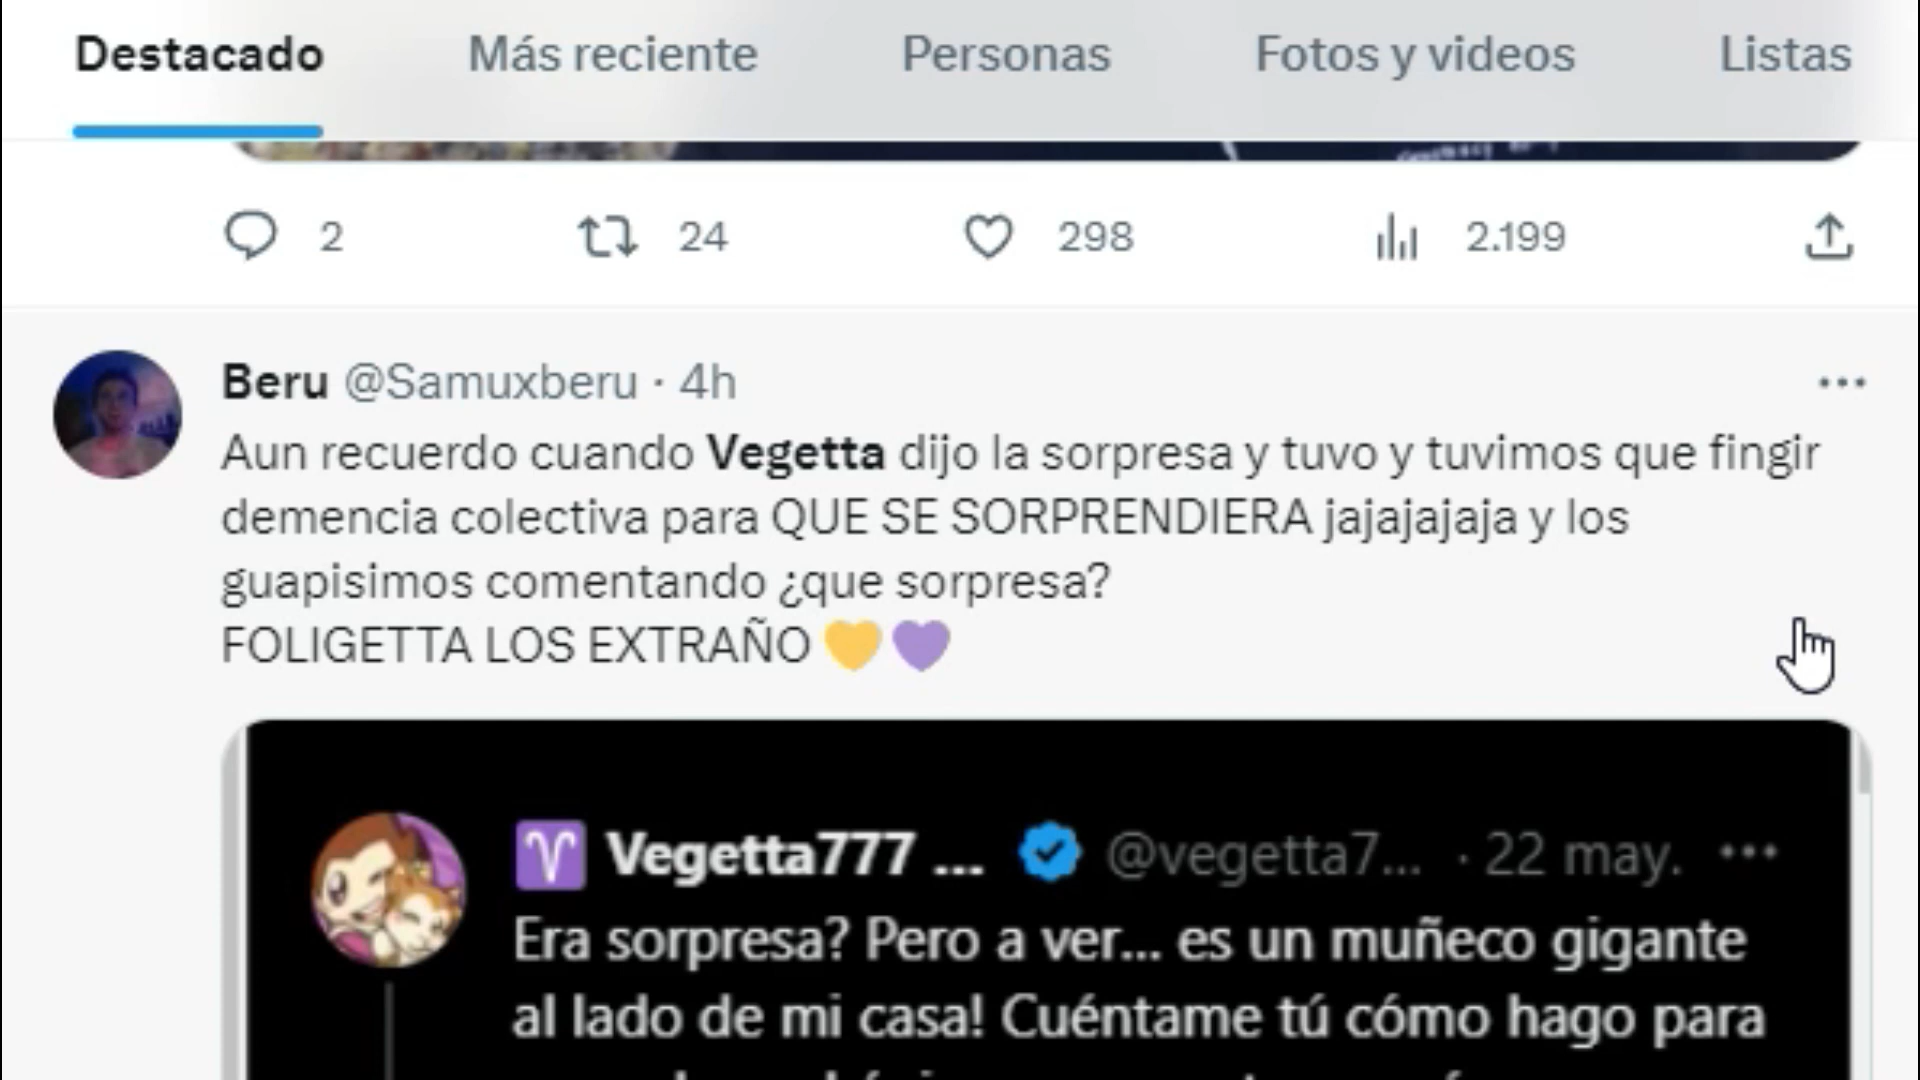 Destacado Más reciente Personas Fotos y videos Listas
2 24 298 2.199
Beru @Samuxberu · 4h
Aun recuerdo cuando Vegetta dijo la sorpresa y tuvo y tuvimos que fingir
demencia colectiva para QUE SE SORPRENDIERA jajajajaja y los
guapisimos comentando ¿que sorpresa?
FOLIGETTA LOS EXTRAÑO 💛💜
♈ Vegetta777 ... @vegetta7... · 22 may.
Era sorpresa? Pero a ver... es un muñeco gigante
al lado de mi casa! Cuéntame tú cómo hago para